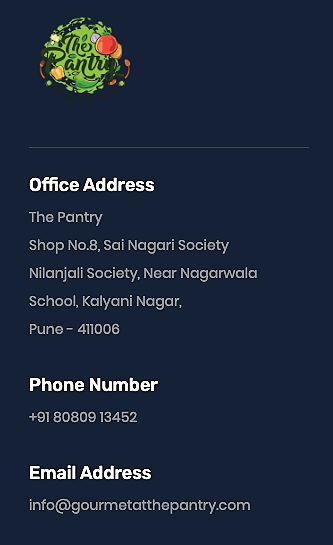 The
Pantry
Office Address
The Pantry
Shop No.8, Sai Nagari Society
Nilanjali Society, Near Nagarwala
School, Kalyani Nagar,
Pune - 411006
Phone Number
+91 80809 13452
Email Address
info@gourmetatthepantry.com